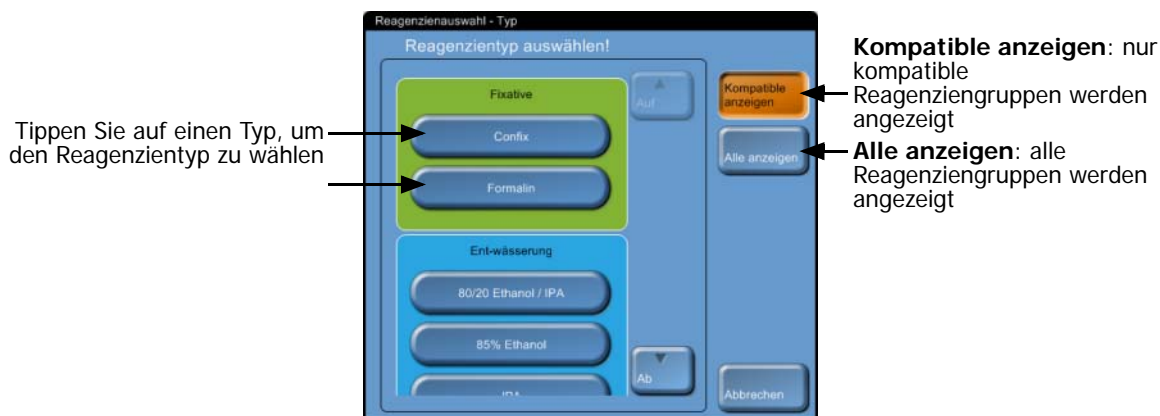 Reagenzienauswahl - Typ
Reagenzientyp auswählen!
Tippen Sie auf einen Typ, um
den Reagenzientyp zu wählen
Fixative
Confix
Formalin
Ent-wässerung
80/20 Ethanol / IPA
85% Ethanol
IPA
Auf
Ab
Kompatible
anzeigen
Alle anzeigen
Abbrechen
Kompatible anzeigen: nur
kompatible
Reagenziengruppen werden
angezeigt
Alle anzeigen: alle
Reagenziengruppen werden
angezeigt